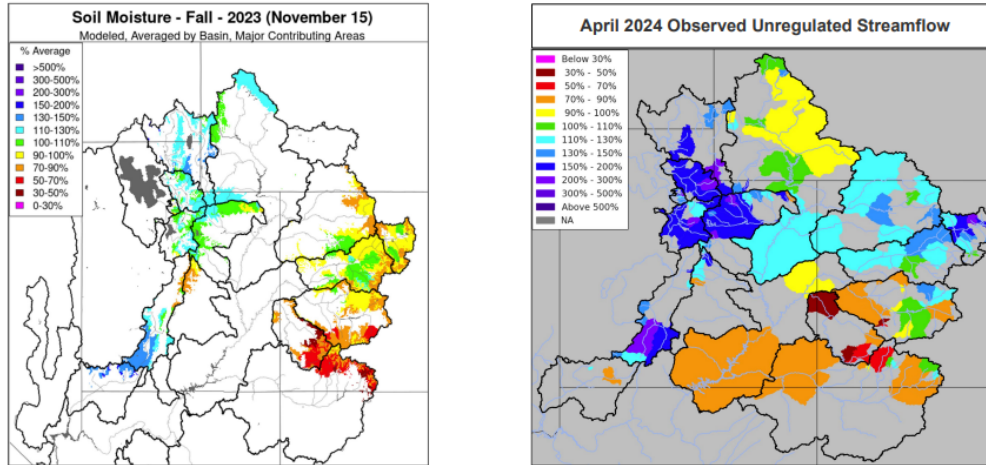 Soil Moisture - Fall - 2023 (November 15)
Modeled, Averaged by Basin, Major Contributing Areas
% Average
>500%
300-500%
200-300%
150-200%
130-150%
110-130%
100-110%
90-100%
70-90%
50-70%
30-50%
0-30%
April 2024 Observed Unregulated Streamflow
Below 30%
30% - 50%
50% - 70%
70% - 90%
90% - 100%
100% - 110%
110% - 130%
130% - 150%
150% - 200%
200% - 300%
300% - 500%
Above 500%
NA